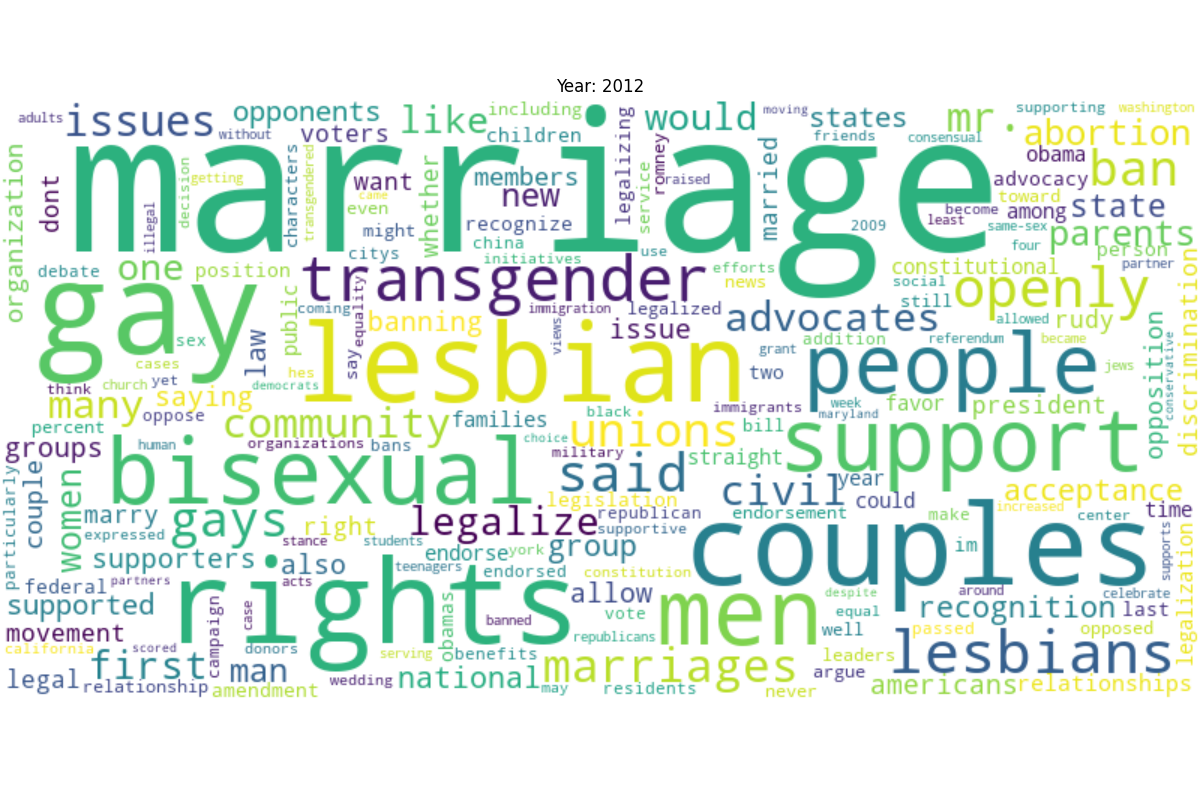 Year: 2012
adults
issues
without
opponents
voters
like
including
children
legalizing
would
moving
states
friends
consensual
mr.
supporting
washington
abortion
marriage
organization
dont
illegal
decision
getting
characters
transgendered
want
came
even
might
citys
whether
members
new
recognize
china
initiatives
service
romney
raised
use
married
2009
obama
advocacy
ban
become
least
among
toward
same-sex
four
state
parents
person
partner
debate
one
position
gay
sex
public
law
transgender
coming
equality
say
banning
immigration
legalized
views
issue
efforts
news
constitutional
social
still
openly
advocates
addition
allowed
rudy
referendum
became
opposition
conservative
discrimination
lesbian
grant
two
people
jews
cases
think
church
yet
hes
democrats
many
saying
oppose
percent
community
families
black
choice
unions
immigrants
bill
week
maryland
favor
president
groups
human
organizations
bans
military
straight
support
particularly
couple
women
bisexual
said
civil
year
legislation
could
acceptance
increased
time
marry
expressed
gays
right
legalize
republican
supportive
endorsement
make
center
supports
stance
students
endorse
york
group
couples
im
supporters
also
teenagers
endorsed
constitution
federal
partners
acts
rights
allow
despite
around
celebrate
supported
campaign
case
obamas
banned
vote
men
equal
recognition
last
legalization
movement
republicans
well
passed
opposed
california
scored
donors
serving
benefits
leaders
lesbians
first
man
marriages
argue
legal
relationship
amendment
wedding
national
may
residents
never
americans
relationships